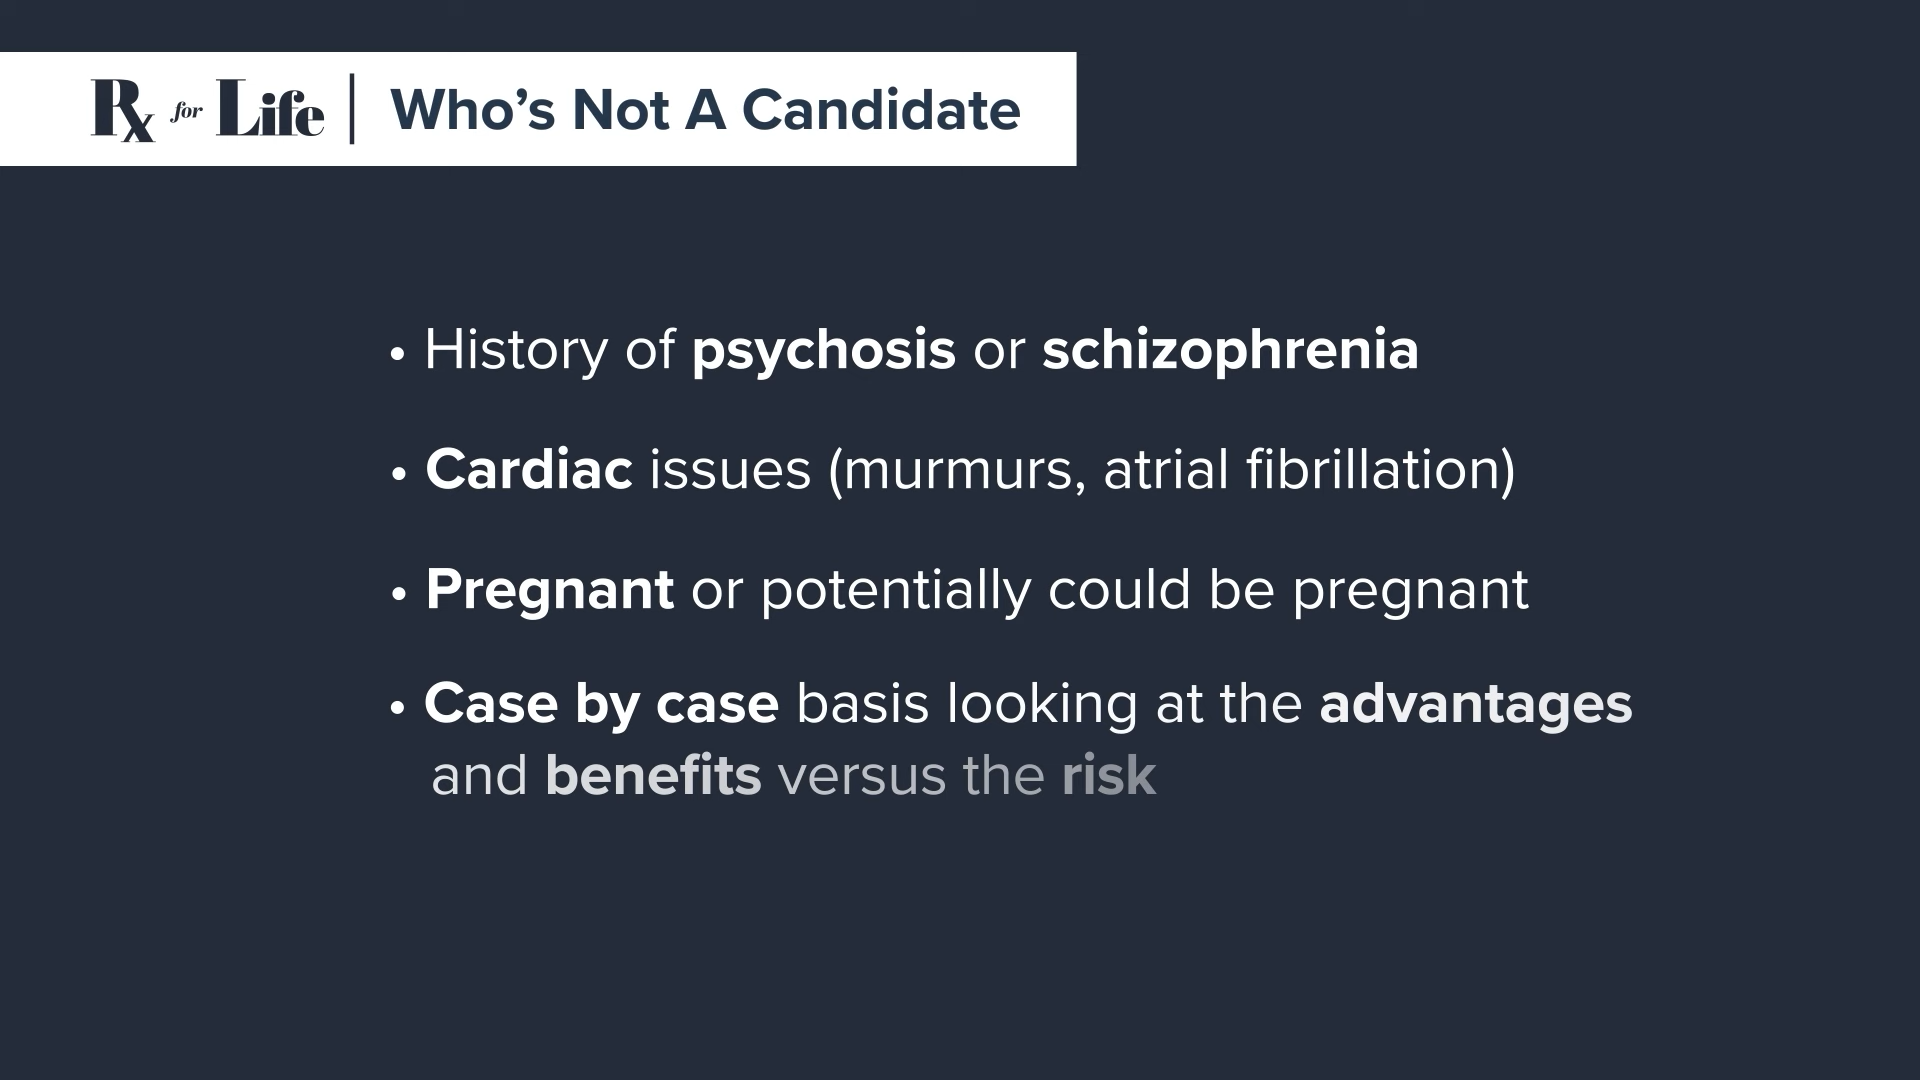 Rx for Life | Who’s Not A Candidate
• History of psychosis or schizophrenia
• Cardiac issues (murmurs, atrial fibrillation)
• Pregnant or potentially could be pregnant
• Case by case basis looking at the advantages
and benefits versus the risk